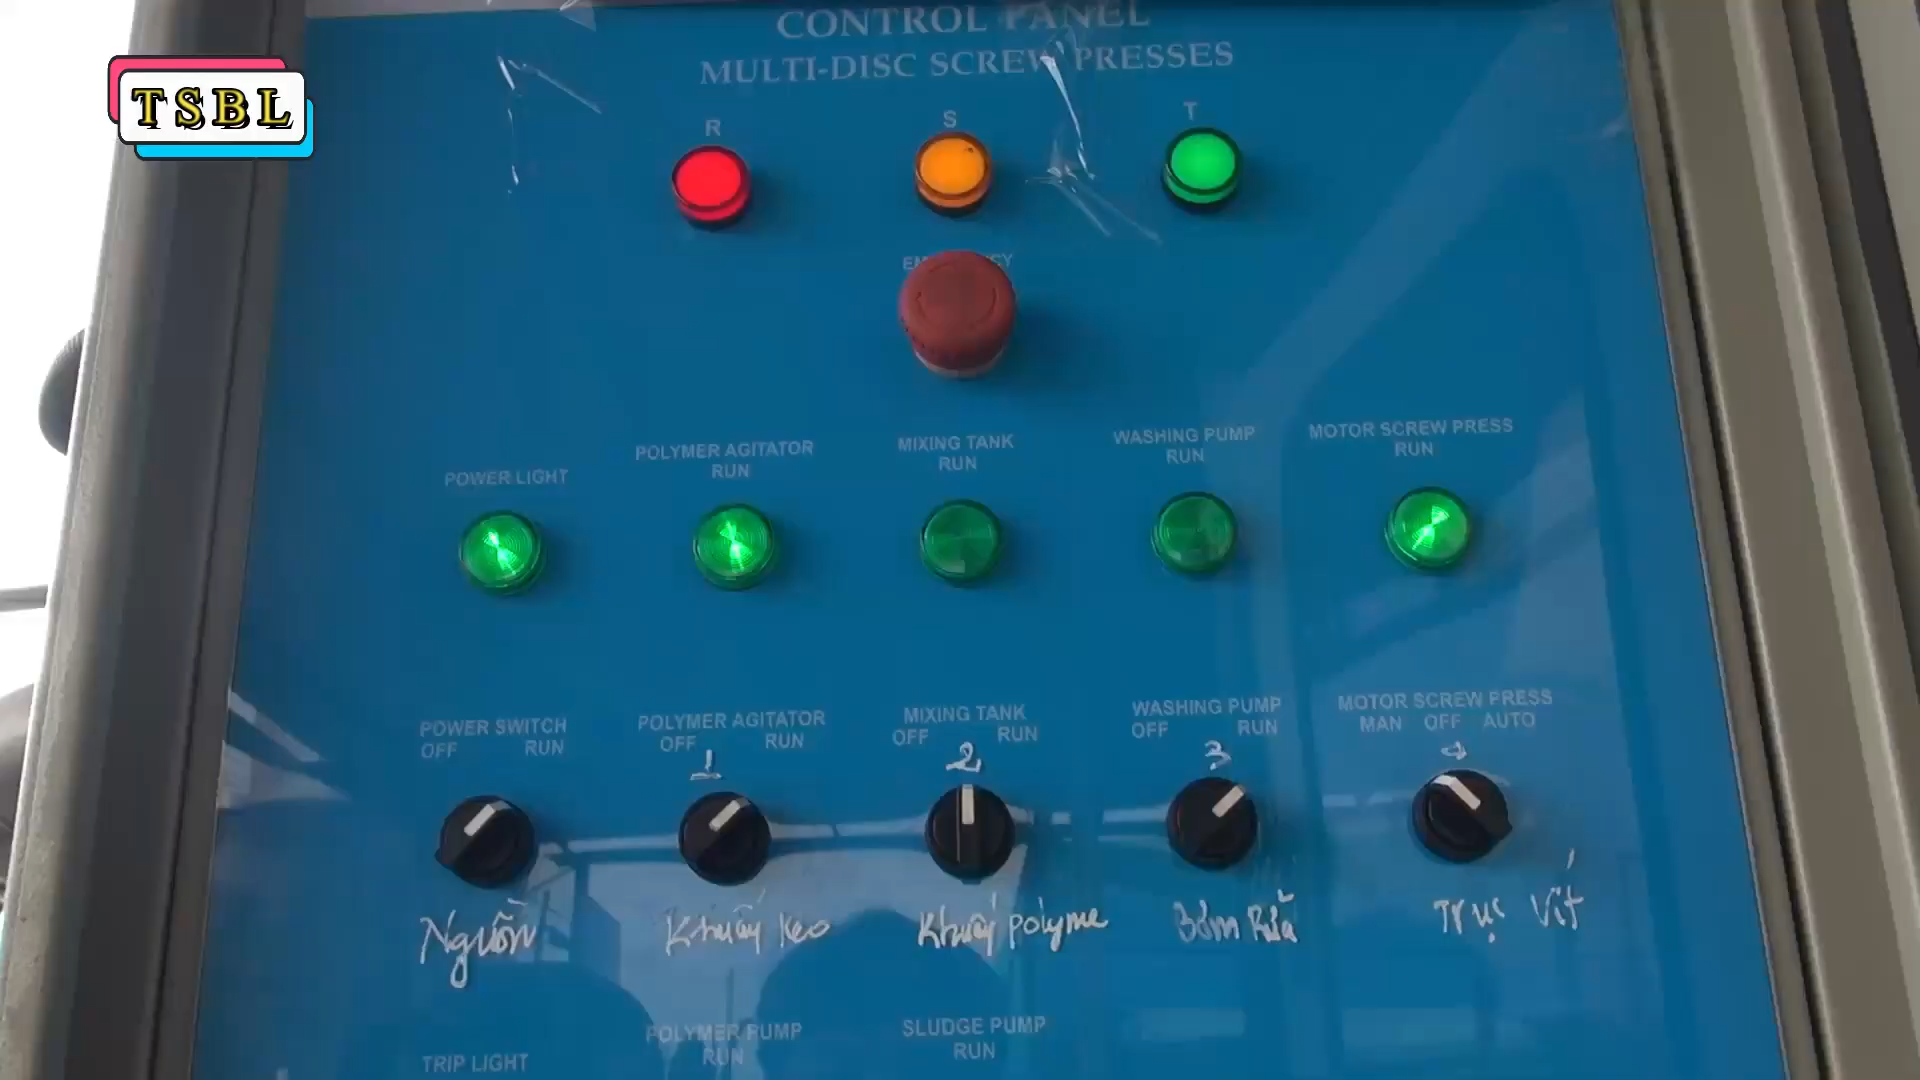 TSBL
CONTROL PANEL
MULTI-DISC SCREW PRESSES
R S T
POWER LIGHT
POLYMER AGITATOR
RUN
MIXING TANK
RUN
WASHING PUMP
RUN
MOTOR SCREW PRESS
RUN
POWER SWITCH
OFF RUN
POLYMER AGITATOR
OFF RUN
1
MIXING TANK
OFF RUN
2
WASHING PUMP
OFF RUN
3
MOTOR SCREW PRESS
MAN OFF AUTO
4
Nguồn
Khuấy keo
Khuấy polyme
Bơm Rửa
Trục Vít
TRIP LIGHT
POLYMER PUMP
RUN
SLUDGE PUMP
RUN